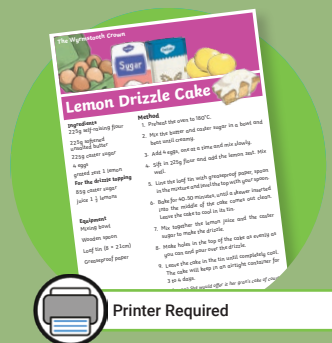 The Wyrmstooth Crown
Sugar
Lemon Drizzle Cake
Ingredients
225g self-raising flour
225g softened
unsalted butter
225g caster sugar
4 eggs
grated zest 1 lemon
For the drizzle topping
85g caster sugar
juice 1 ½ lemons
Equipment
Mixing bowl
Wooden spoon
Loaf tin (8 × 21cm)
Greaseproof paper
Method
1. Preheat the oven to 180°C.
2. Mix the butter and caster sugar in a bowl and
beat until creamy.
3. Add 4 eggs, one at a time and mix slowly.
4. Sift in 225g flour and add the lemon zest. Mix
well.
5. Line the loaf tin with greaseproof paper, spoon
in the mixture and level the top with your spoon.
6. Bake for 40-50 minutes, until a skewer inserted
into the middle of the cake comes out clean.
Leave the cake to cool in its tin.
7. Mix together the lemon juice and the caster
sugar to make the drizzle.
8. Make holes in the top of the cake as evenly as
you can and pour over the drizzle.
9. Leave the cake in the tin until completely cool.
The cake will keep in an airtight container for
3 to 4 days.
Printer Required